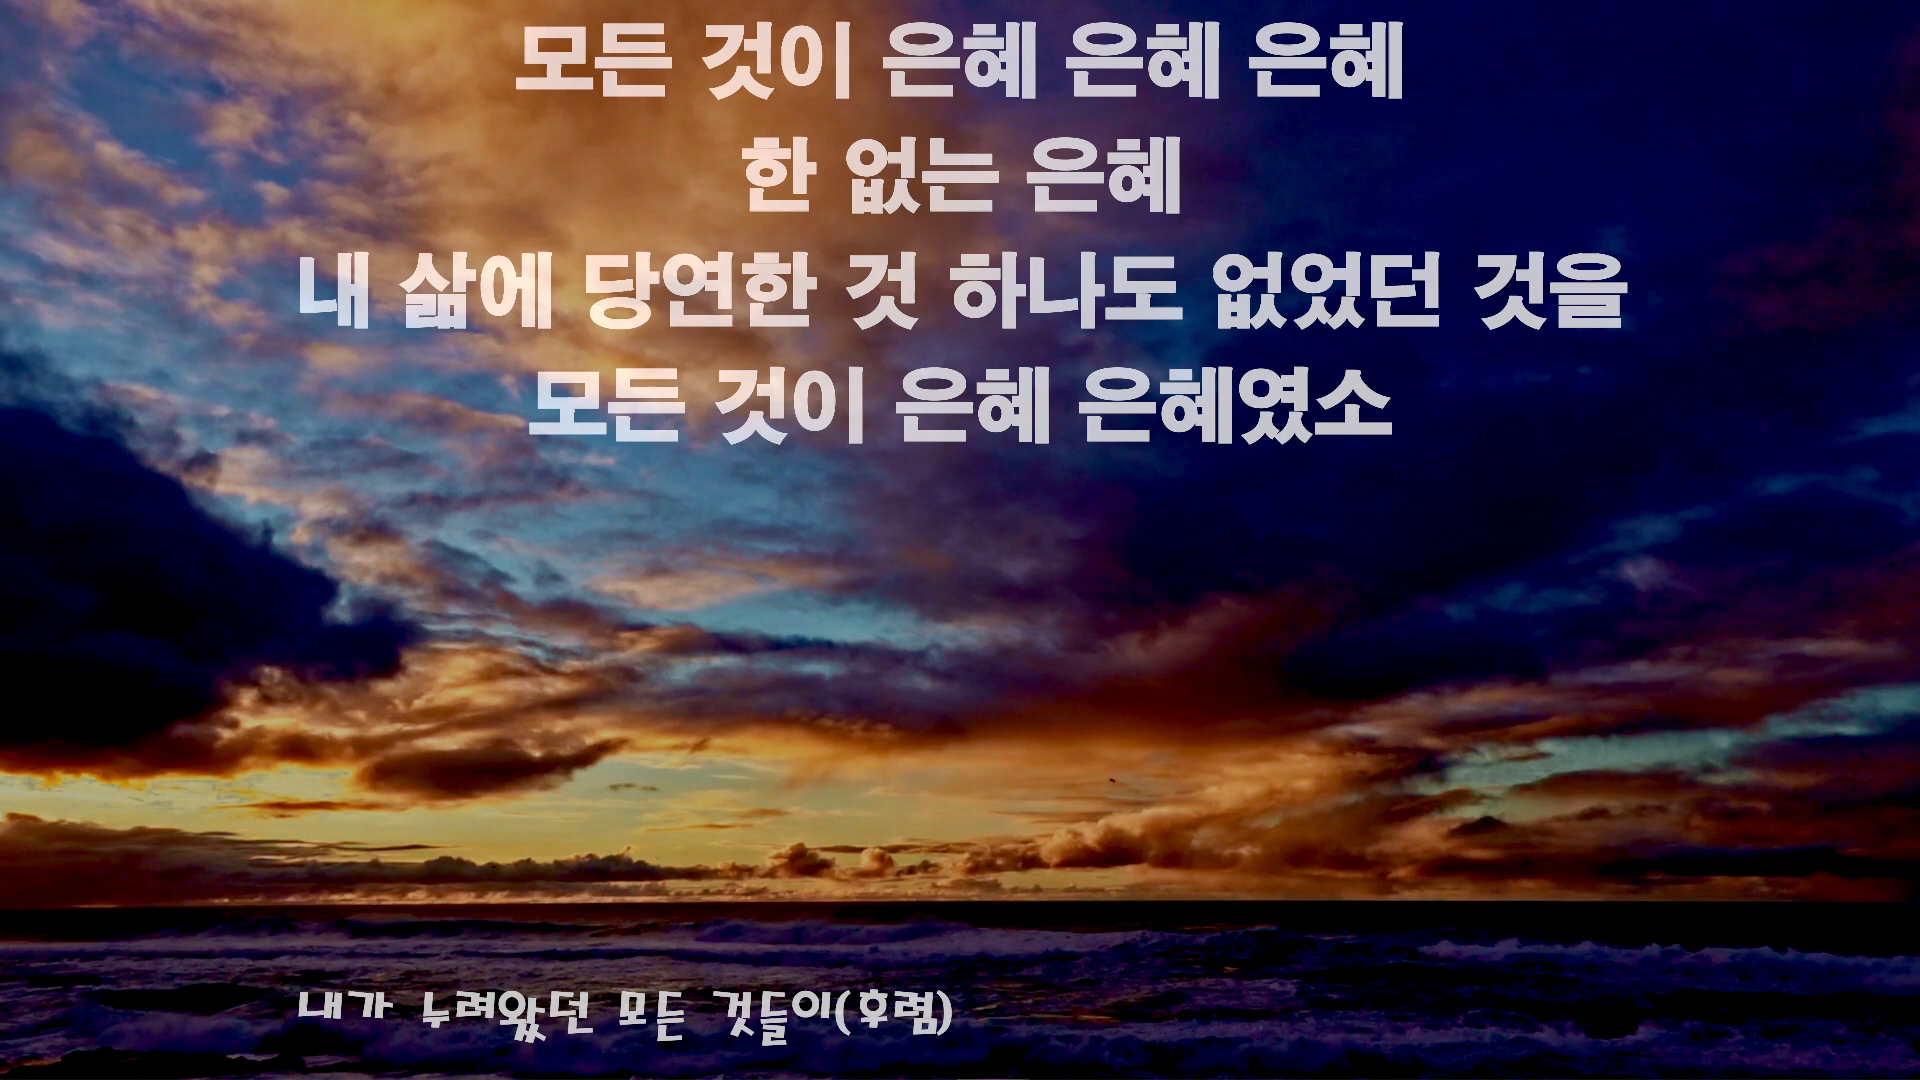 모든 것이 은혜 은혜 은혜
한 없는 은혜
내 삶에 당연한 것 하나도 없었던 것을
모든 것이 은혜 은혜였소
내가 누려왔던 모든 것들이(후렴)